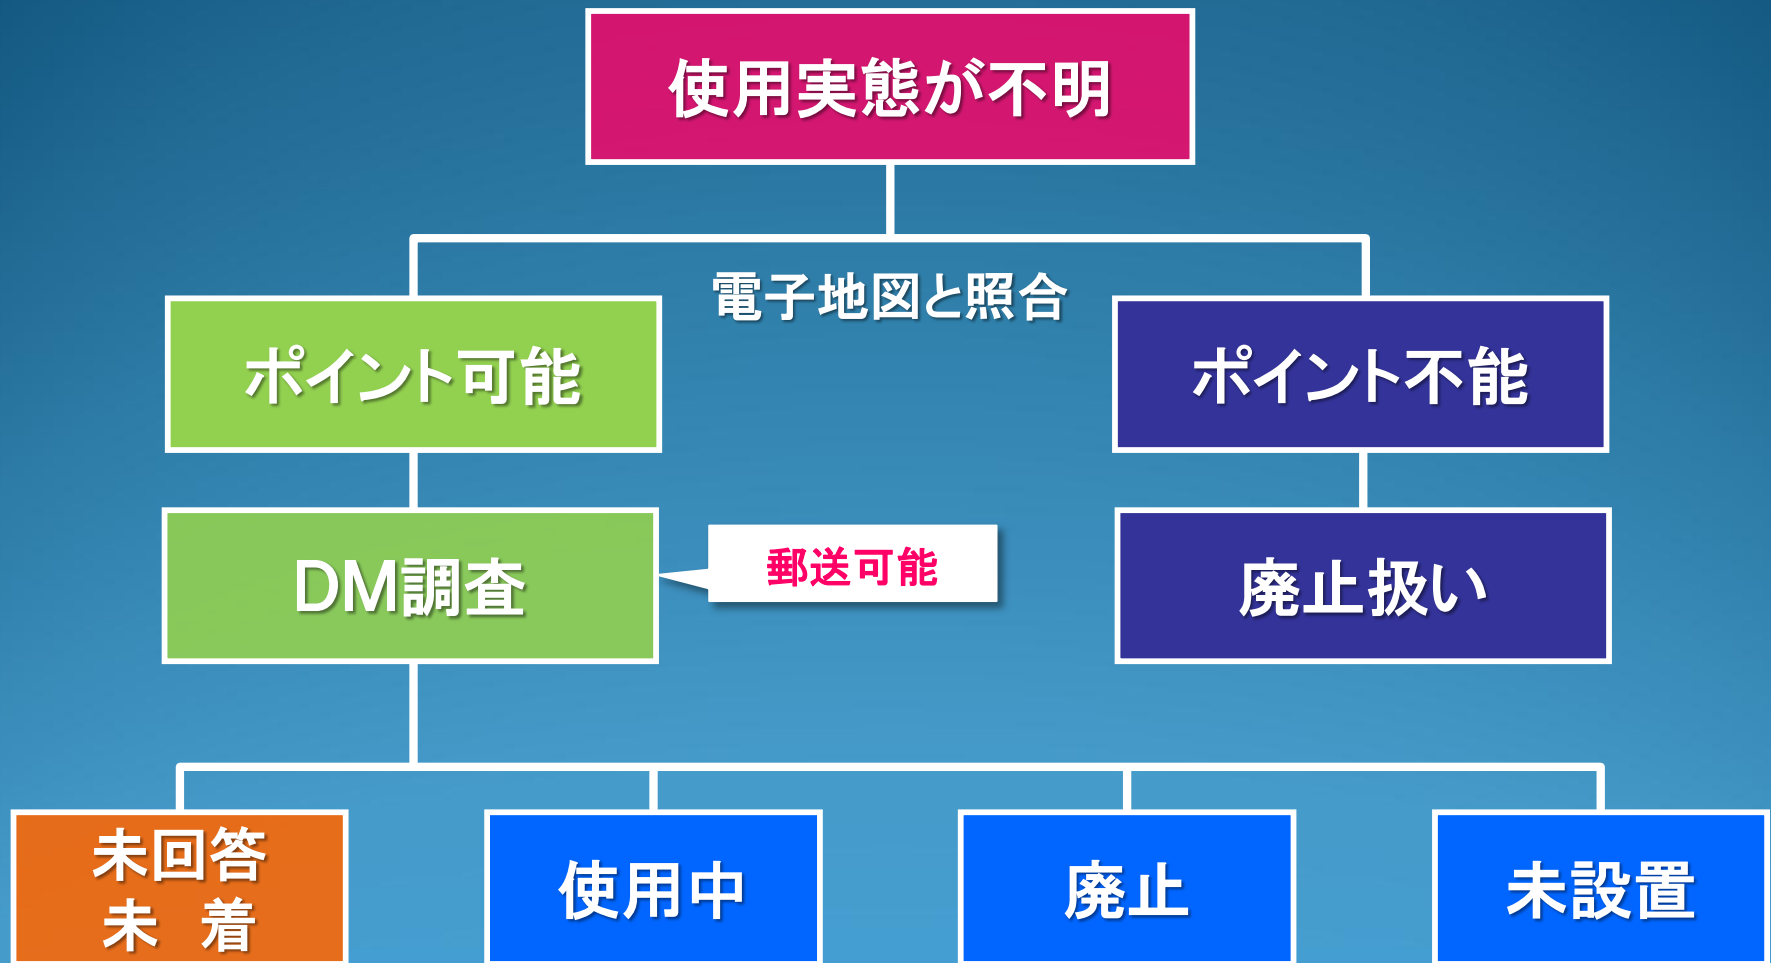 使用実態が不明
電子地図と照合
ポイント可能
ポイント不能
DM調査
郵送可能
廃止扱い
未回答
未　着
使用中
廃止
未設置